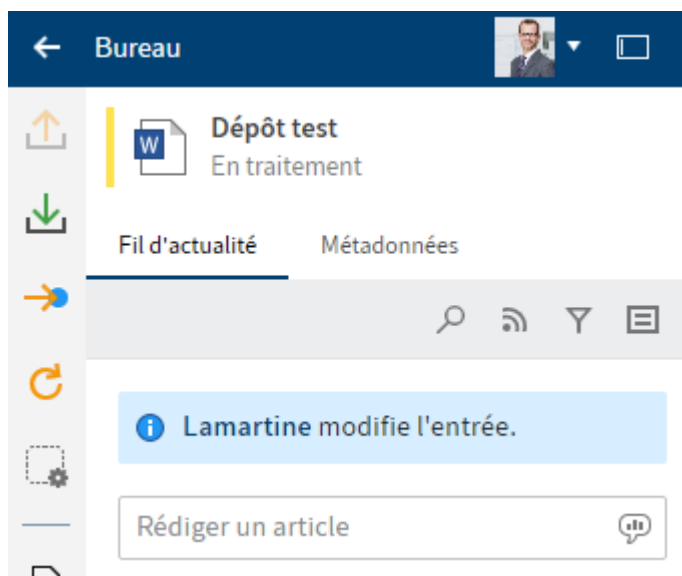 Bureau
W
Dépôt test
En traitement
Fil d'actualité Métadonnées
Lamartine modifie l'entrée.
Rédiger un article